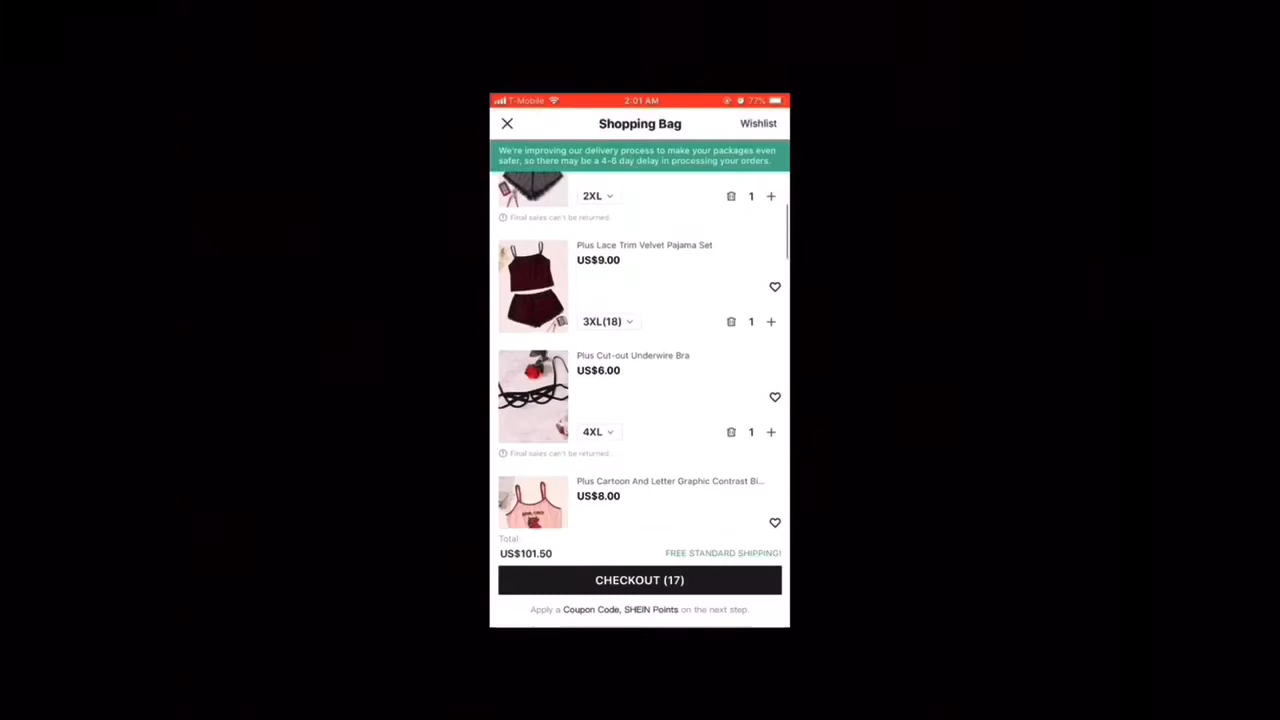 T-Mobile 2:01 AM 77%
Shopping Bag Wishlist
We're improving our delivery process to make your packages even
safer, so there may be a 4-6 day delay in processing your orders.
2XL 1
Final sales can't be returned.
Plus Lace Trim Velvet Pajama Set
US$9.00
3XL(18) 1
Plus Cut-out Underwire Bra
US$6.00
4XL 1
Final sales can't be returned.
Plus Cartoon And Letter Graphic Contrast Bi...
US$8.00
Total
US$101.50 FREE STANDARD SHIPPING!
CHECKOUT (17)
Apply a Coupon Code, SHEIN Points on the next step.